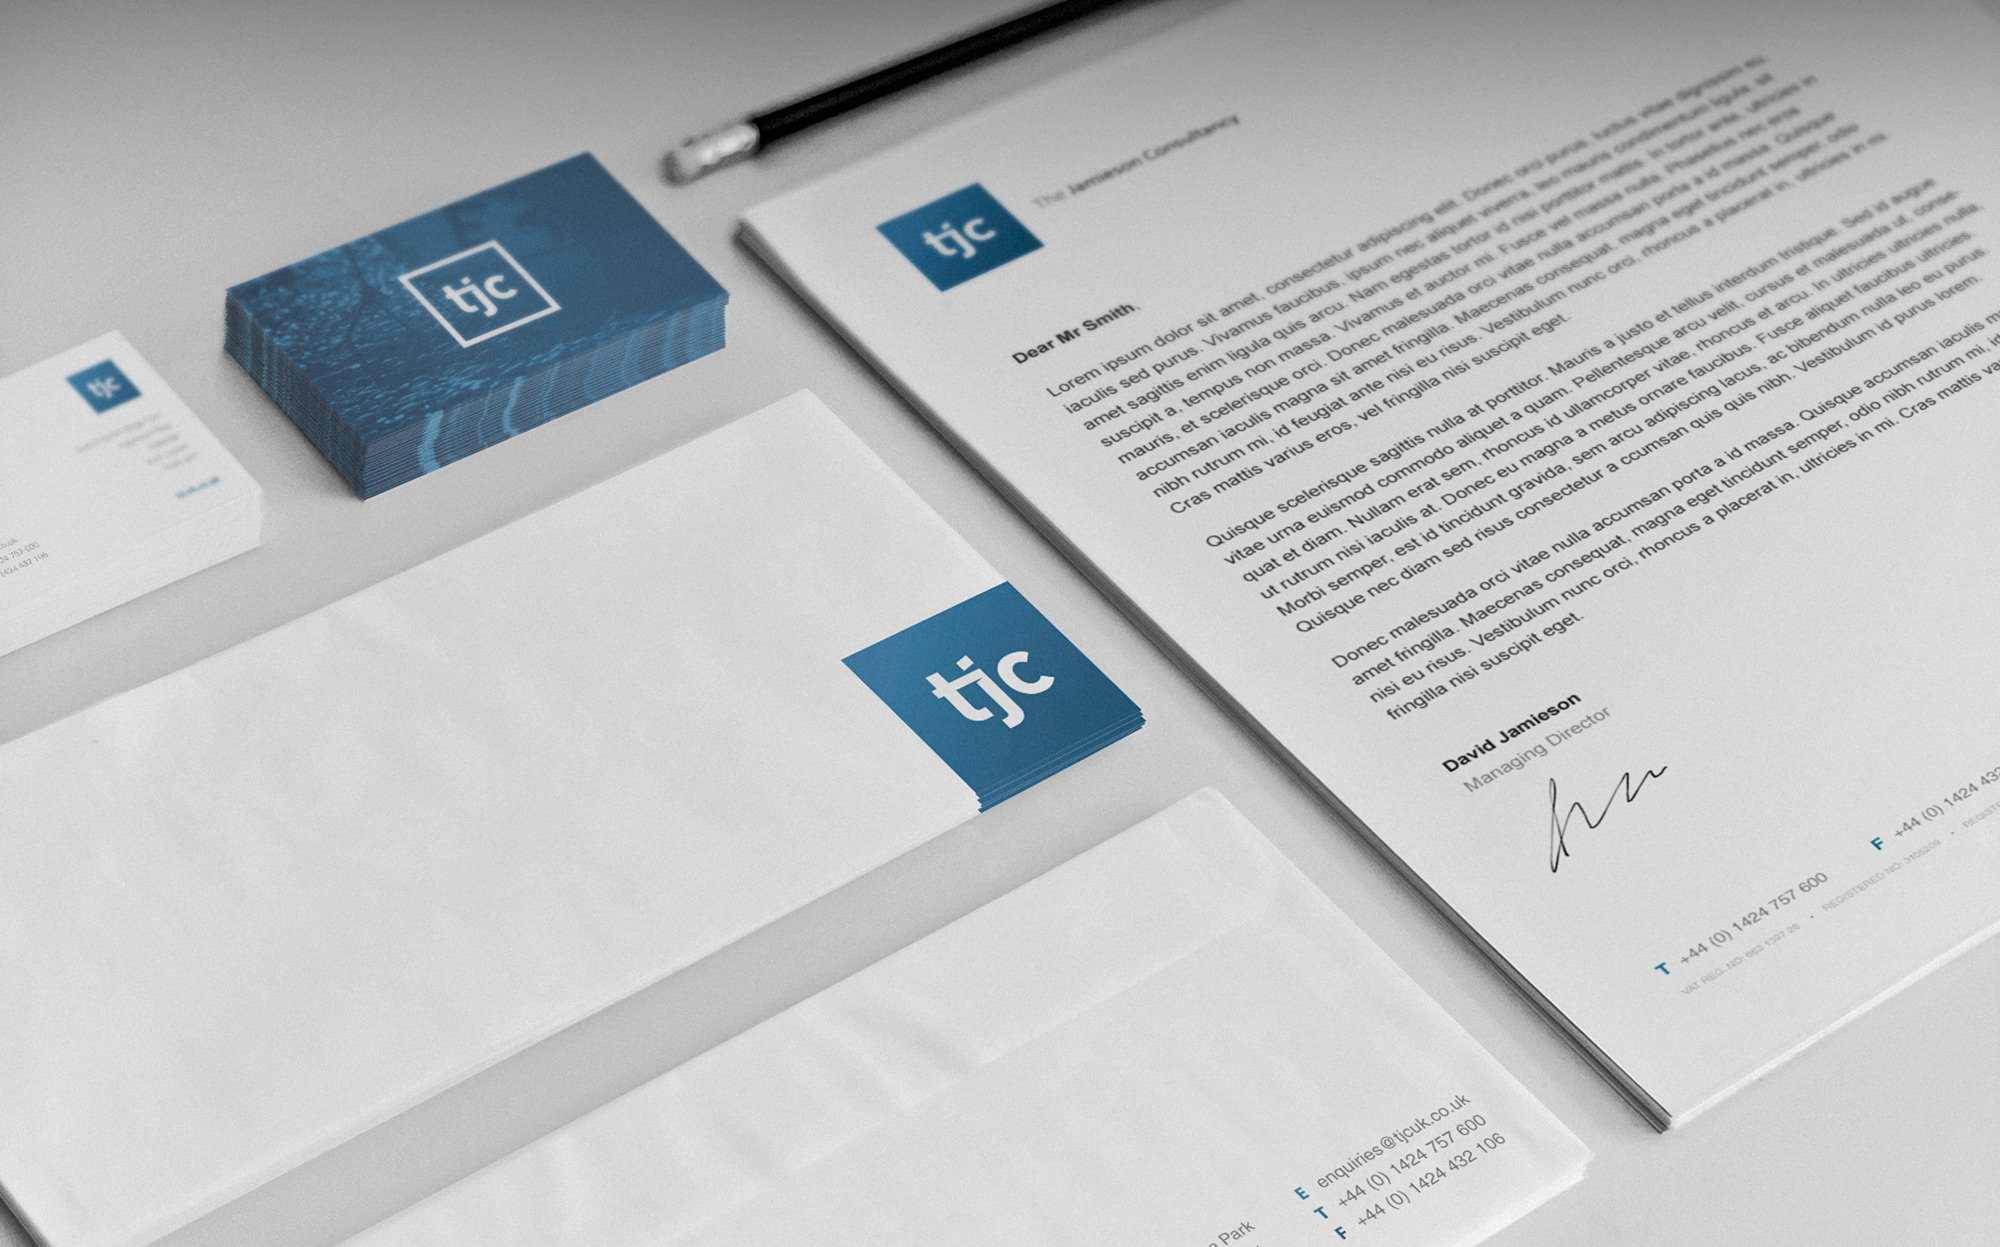 tjc
tjc
co.uk
24 757 600
1424 432 106
tjc
tjc
The Jamieson Consultancy
Dear Mr Smith,
Lorem ipsum dolor sit amet, consectetur adipiscing elit. Donec orci purus, luctus vitae dignissim eu,
iaculis sed purus. Vivamus faucibus, ipsum nec aliquet viverra, leo mauris condimentum ligula, sit
amet sagittis enim ligula quis arcu. Nam egestas tortor id nisi porttitor mattis. In tortor ante, ultricies in
suscipit a, tempus non massa. Vivamus et auctor mi. Fusce vel massa nulla. Phasellus nec eros
mauris, et scelerisque orci. Donec malesuada orci vitae nulla accumsan porta a id massa. Quisque
accumsan iaculis magna sit amet fringilla. Maecenas consequat, magna eget tincidunt semper, odio
nibh rutrum mi, id feugiat ante nisi eu risus. Vestibulum nunc orci, rhoncus a placerat in, ultricies in mi.
Cras mattis varius eros, vel fringilla nisi suscipit eget.
Quisque scelerisque sagittis nulla at porttitor. Mauris a justo et tellus interdum tristique. Sed id augue
vitae urna euismod commodo aliquet a quam. Pellentesque arcu velit, cursus et malesuada ut, conse-
quat et diam. Nullam erat sem, rhoncus id ullamcorper vitae, rhoncus et arcu. In ultricies ultricies nulla,
ut rutrum nisi iaculis at. Donec eu magna a metus ornare faucibus. Fusce aliquet faucibus ultricies.
Morbi semper, est id tincidunt gravida, sem arcu adipiscing lacus, ac bibendum nulla leo eu purus
Quisque nec diam sed risus consectetur a ccumsan quis quis nibh. Vestibulum id purus lorem.
Donec malesuada orci vitae nulla accumsan porta a id massa. Quisque accumsan iaculis
amet fringilla. Maecenas consequat, magna eget tincidunt semper, odio nibh rutrum mi, id
nisi eu risus. Vestibulum nunc orci, rhoncus a placerat in, ultricies in mi. Cras mattis
fringilla nisi suscipit eget.
David Jamieson
Managing Director
T +44 (0) 1424 757 600 F +44 (0) 1424 432
VAT REG. NO: 663 1397 28 • REGISTERED NO: 3106209 •
E enquiries@tjcuk.co.uk
T +44 (0) 1424 757 600
F +44 (0) 1424 432 106
Park